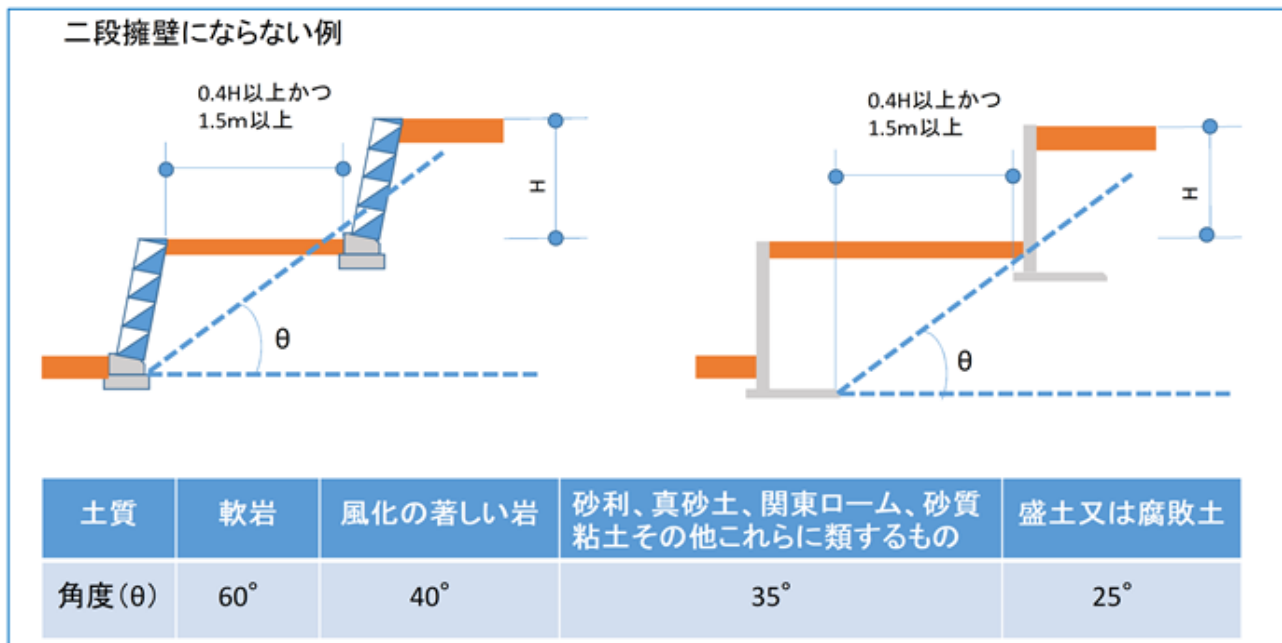 二段擁壁にならない例
0.4H以上かつ
1.5m以上
H
θ
0.4H以上かつ
1.5m以上
H
θ
土質 軟岩 風化の著しい岩 砂利、真砂土、関東ローム、砂質
粘土その他これらに類するもの 盛土又は腐敗土
角度(θ) 60° 40° 35° 25°